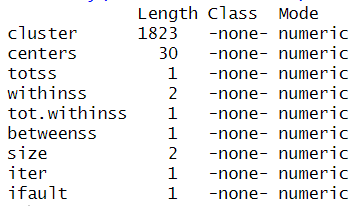 Length Class Mode
cluster 1823 -none- numeric
centers 30 -none- numeric
totss 1 -none- numeric
withinss 2 -none- numeric
tot.withinss 1 -none- numeric
betweenss 1 -none- numeric
size 2 -none- numeric
iter 1 -none- numeric
ifault 1 -none- numeric